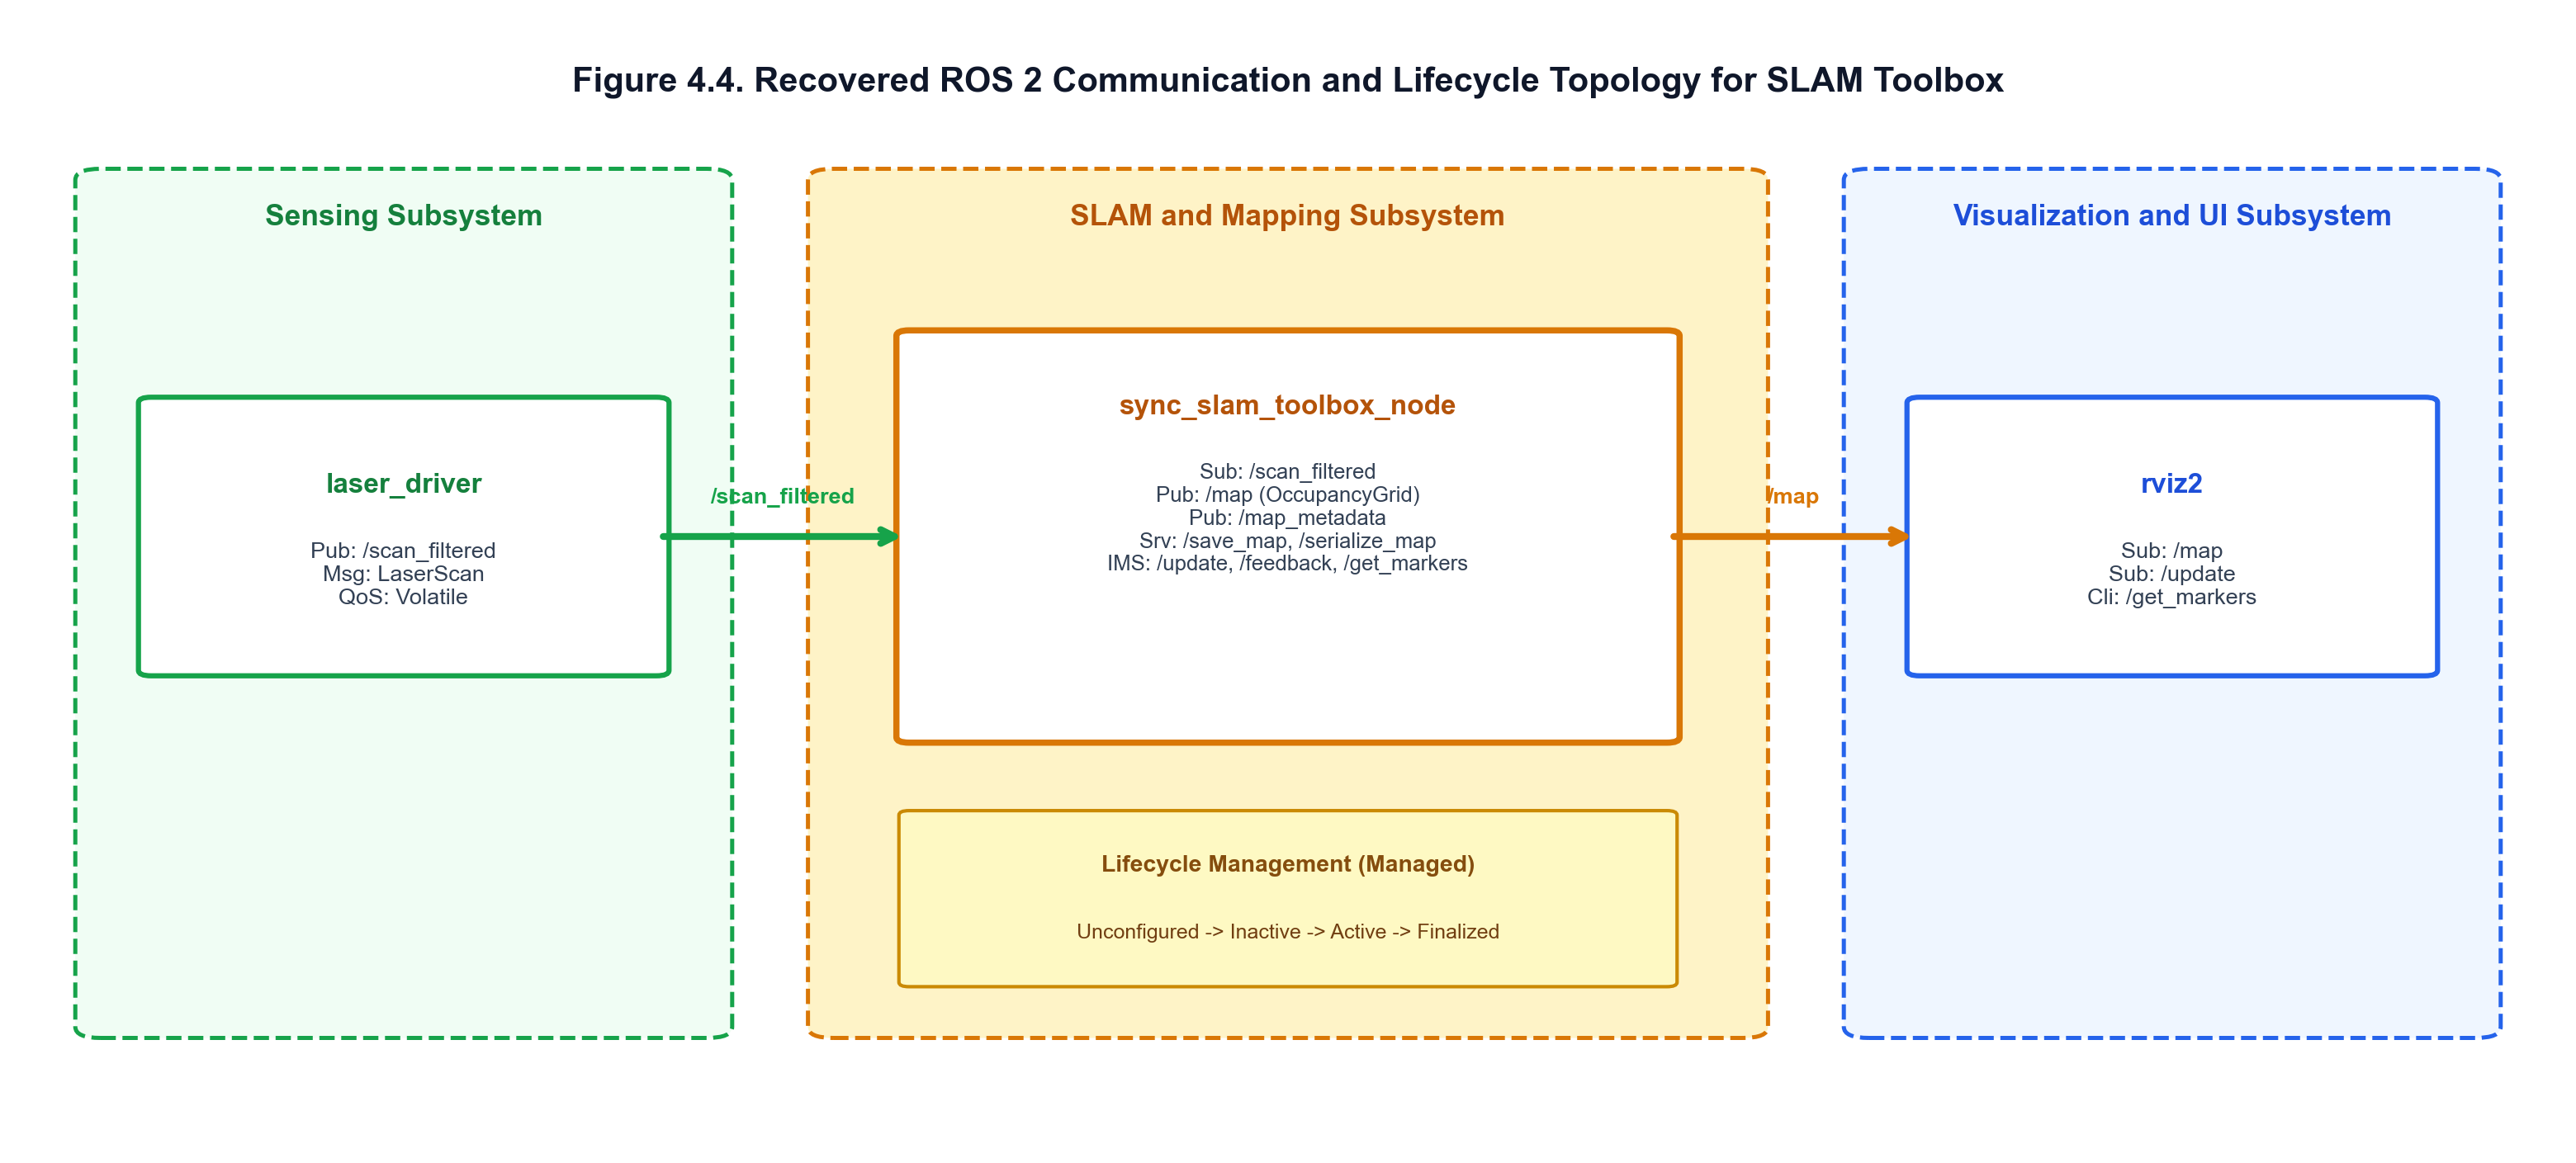 Figure 4.4. Recovered ROS 2 Communication and Lifecycle Topology for SLAM Toolbox
Sensing Subsystem
laser_driver
Pub: /scan_filtered
Msg: LaserScan
QoS: Volatile
/scan_filtered
SLAM and Mapping Subsystem
sync_slam_toolbox_node
Sub: /scan_filtered
Pub: /map (OccupancyGrid)
Pub: /map_metadata
Srv: /save_map, /serialize_map
IMS: /update, /feedback, /get_markers
Lifecycle Management (Managed)
Unconfigured -> Inactive -> Active -> Finalized
/map
Visualization and UI Subsystem
rviz2
Sub: /map
Sub: /update
Cli: /get_markers